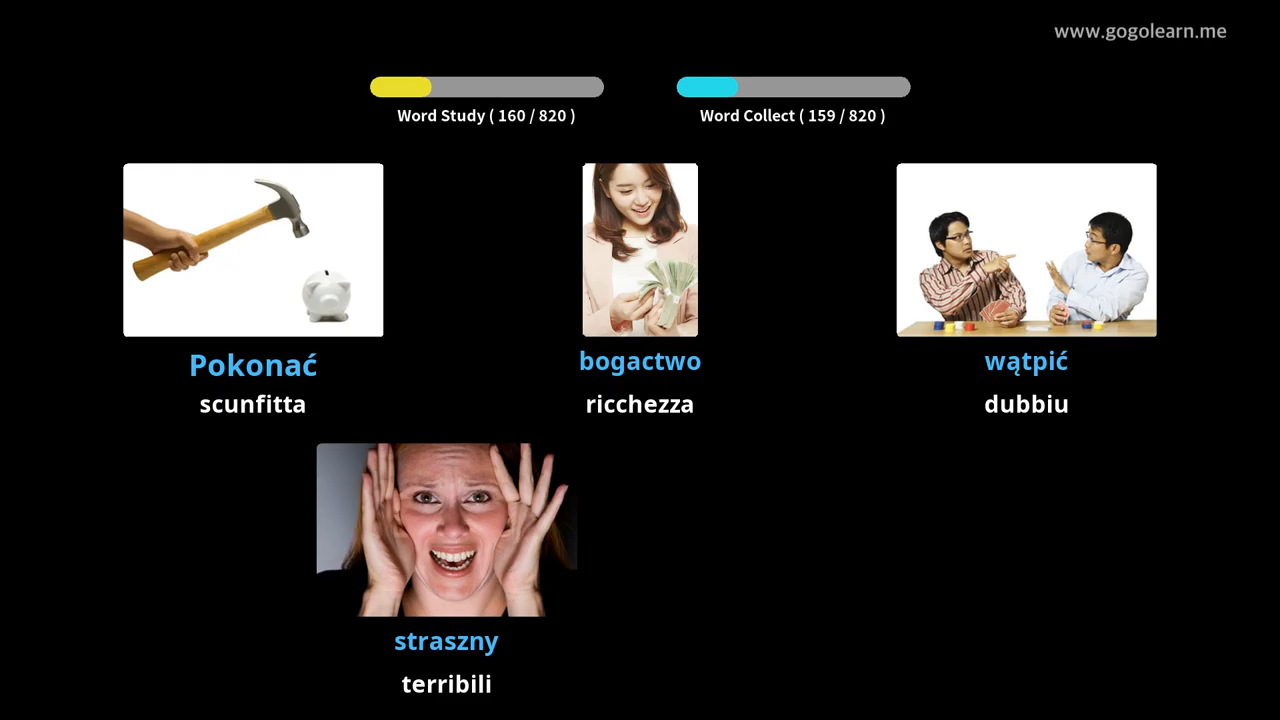 www.gogolearn.me
Word Study ( 160 / 820 )
Word Collect ( 159 / 820 )
Pokonać
scunfitta
bogactwo
ricchezza
wątpić
dubbiu
straszny
terribili